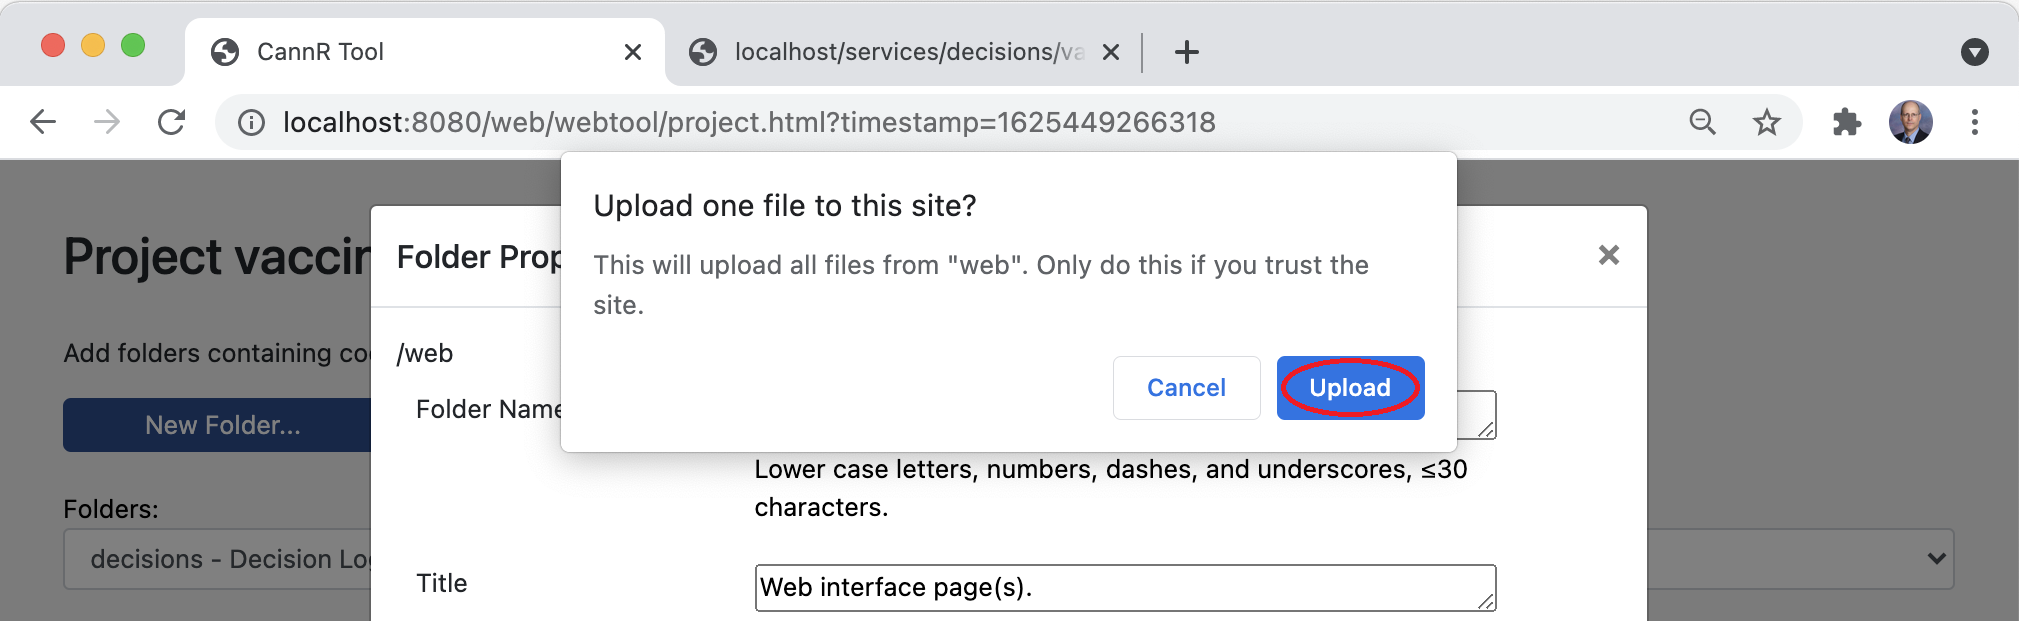 CannR Tool
localhost/services/decisions/va
localhost:8080/web/webtool/project.html?timestamp=1625449266318
Upload one file to this site?
This will upload all files from "web". Only do this if you trust the
site.
Cancel
Upload
Project vaccin
Add folders containing co
New Folder...
Folders:
decisions - Decision Log
Folder Prop
/web
Folder Name
Lower case letters, numbers, dashes, and underscores, ≤30
characters.
Title
Web interface page(s).